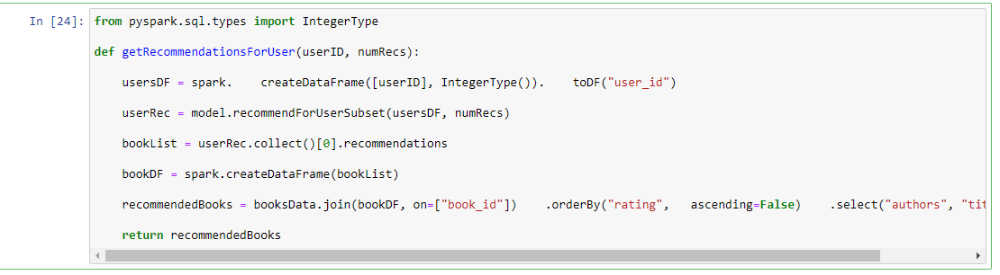 In [24]: from pyspark.sql.types import IntegerType
def getRecommendationsForUser(userID, numRecs):
usersDF = spark.    createDataFrame([userID], IntegerType()).    toDF("user_id")
userRec = model.recommendForUserSubset(usersDF, numRecs)
bookList = userRec.collect()[0].recommendations
bookDF = spark.createDataFrame(bookList)
recommendedBooks = booksData.join(bookDF, on=["book_id"])    .orderBy("rating",   ascending=False)    .select("authors", "tit
return recommendedBooks